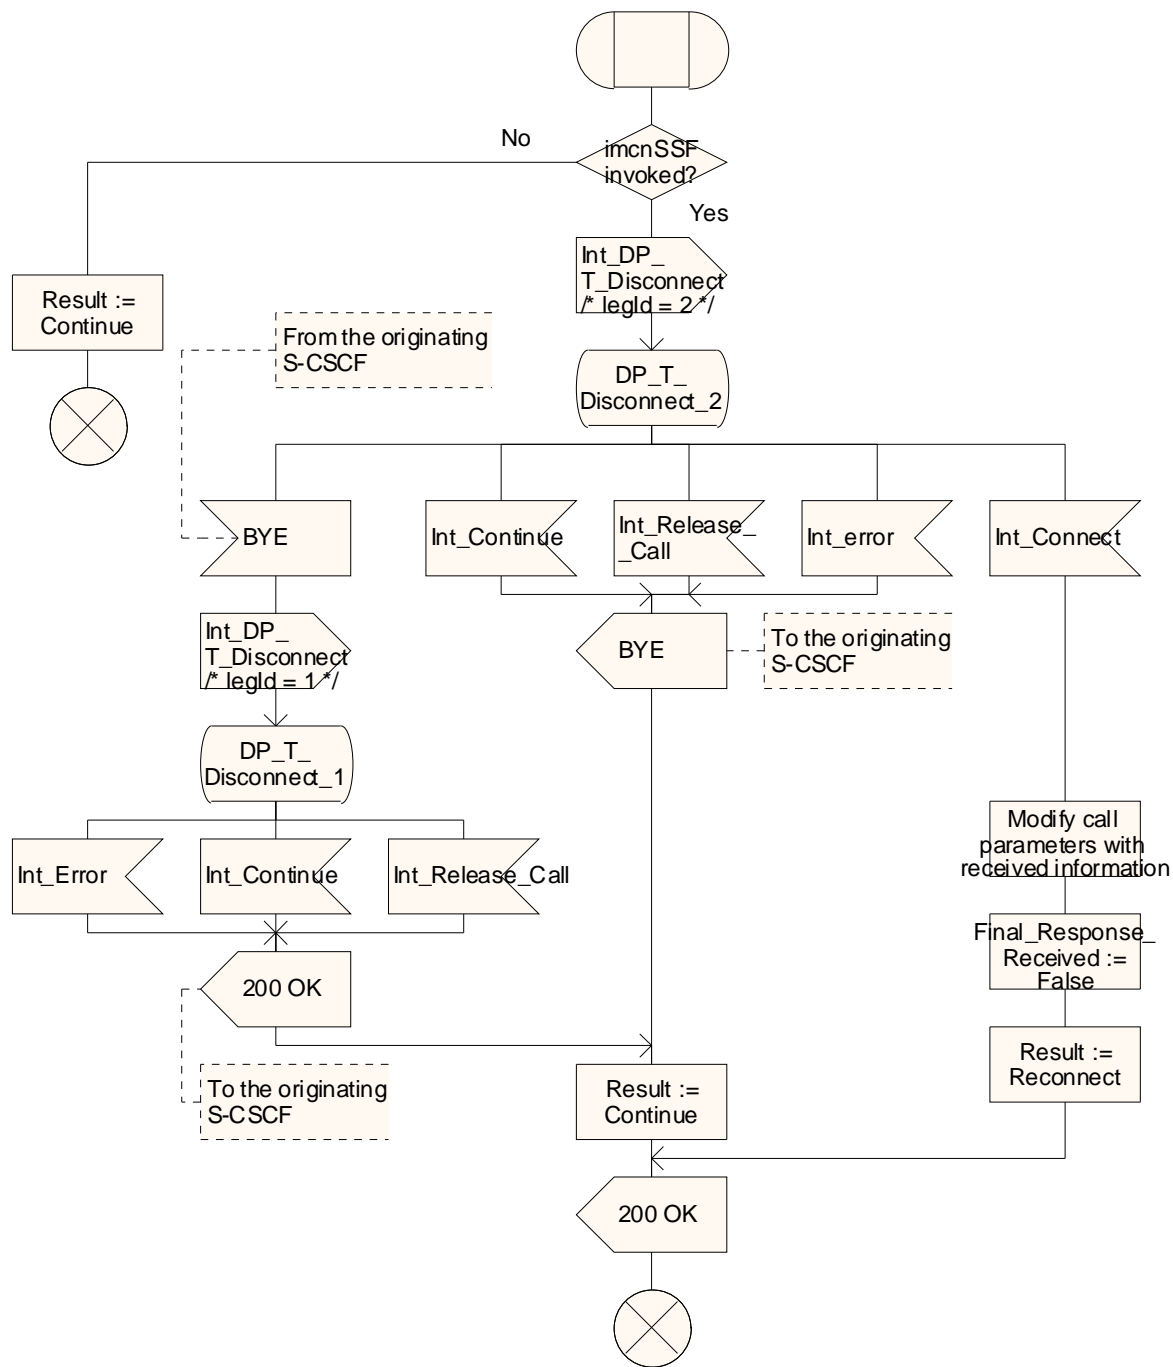 No
imcnSSF
invoked?
Yes
Int_DP_
T_Disconnect
/* legId = 2 */
Result :=
Continue
From the originating
S-CSCF
DP_T_
Disconnect_2
BYE
Int_Continue
Int_Release_
_Call
Int_error
Int_Connect
Int_DP_
T_Disconnect
/* legId = 1 */
BYE
To the originating
S-CSCF
DP_T_
Disconnect_1
Int_Error
Int_Continue
Int_Release_Call
Modify call
parameters with
received information
Final_Response_
Received :=
False
200 OK
Result :=
Reconnect
To the originating
S-CSCF
Result :=
Continue
200 OK